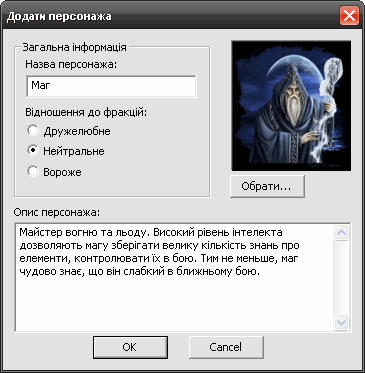 Додати персонажа
Загальна інформація
Назва персонажа:
Маг
Відношення до фракцій:
Дружелюбне
Нейтральне
Вороже
Обрати...
Опис персонажа:
Майстер вогню та льоду. Високий рівень інтелекта
дозволяють магу зберігати велику кількість знань про
елементи, контролювати їх в бою. Тим не меньше, маг
чудово знає, що він слабкий в ближньому бою.
OK
Cancel